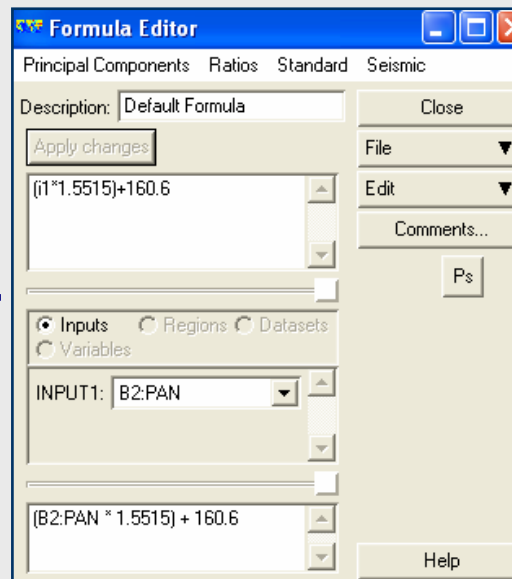 Formula Editor
Principal Components Ratios Standard Seismic
Description: Default Formula
Close
Apply changes
File
(i1*1.5515)+160.6
Edit
Comments...
Ps
Inputs Regions Datasets
Variables
INPUT1: B2:PAN
(B2:PAN * 1.5515) + 160.6
Help